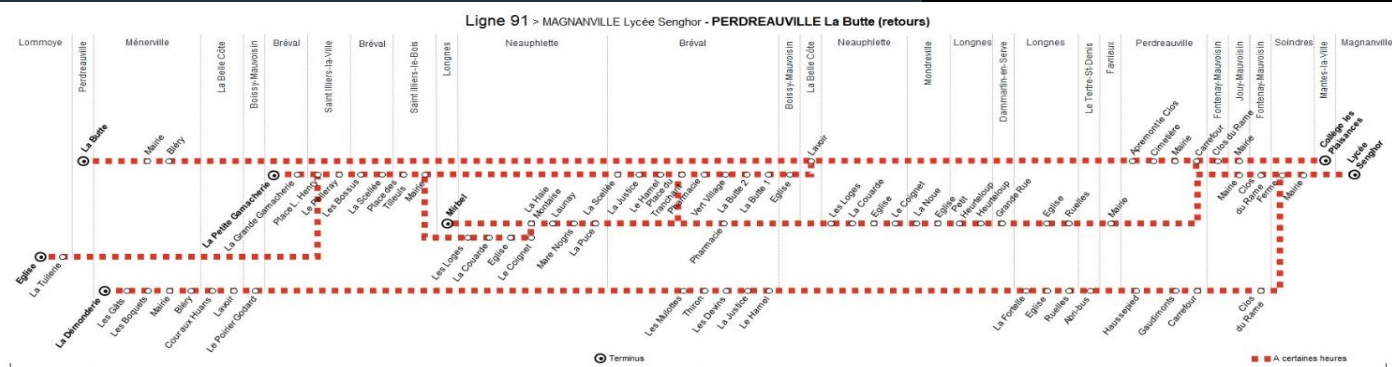 Ligne 91 > MAGNANVILLE Lycée Senghor - PERDREAUVILLE La Butte (retours)
Lommoye
Perdreauville
Ménerville
La Belle Côte
Boissy-Mauvoisin
Bréval
Saint Illiers-la-Ville
Bréval
Saint Illiers-le-Bois
Longnes
Neauphlette
Bréval
Boissy-Mauvoisin
La Belle Côte
Neauphlette
Mondreville
Longnes
Dammartin-en-Serve
Longnes
Le Tertre-St-Denis
Favrieux
Perdreauville
Fontenay-Mauvoisin
Jouy-Mauvoisin
Fontenay-Mauvoisin
Soindres
Mantes-la-Ville
Magnanville
La Butte
Mairie
Bléry
Lavoir
Apremont le Clos
Cimetière
Mairie
Carrefour
Clos du Rame
Mairie
Collège les Plaisances
Lycée Senghor
La Petite Gamacherie
La Grande Gamacherie
Place L. Henry
Le Pelleray
Les Bossus
La Scellée
Place des Tilleuls
Mairie
La Scellée
La Justice
Le Hamel
Place du Tranchant
Pharmacie
Vert Village
La Butte 2
La Butte 1
Eglise
Mairie
Clos du Rame
Ferme
Mairie
Mirbel
La Haie
Montaise
Launay
Mare Nogris
La Puce
Pharmacie
Les Loges
La Couarde
Eglise
Le Coignet
La Noue
Eglise
Petit Heurteloup
Heurteloup
Grande Rue
Eglise
Ruelles
Mairie
Les Loges
La Couarde
Eglise
Le Coignet
Eglise
La Tuilerie
La Démonderie
Les Gâts
Les Boquets
Mairie
Bléry
Cour aux Huans
Lavoir
Le Poirier Godard
Les Mulottes
Thiron
Les Devins
La Justice
Le Hamel
La Fortelle
Eglise
Ruelles
Abri-bus
Haussepied
Gaudimonts
Carrefour
Clos du Rame
Terminus
A certaines heures